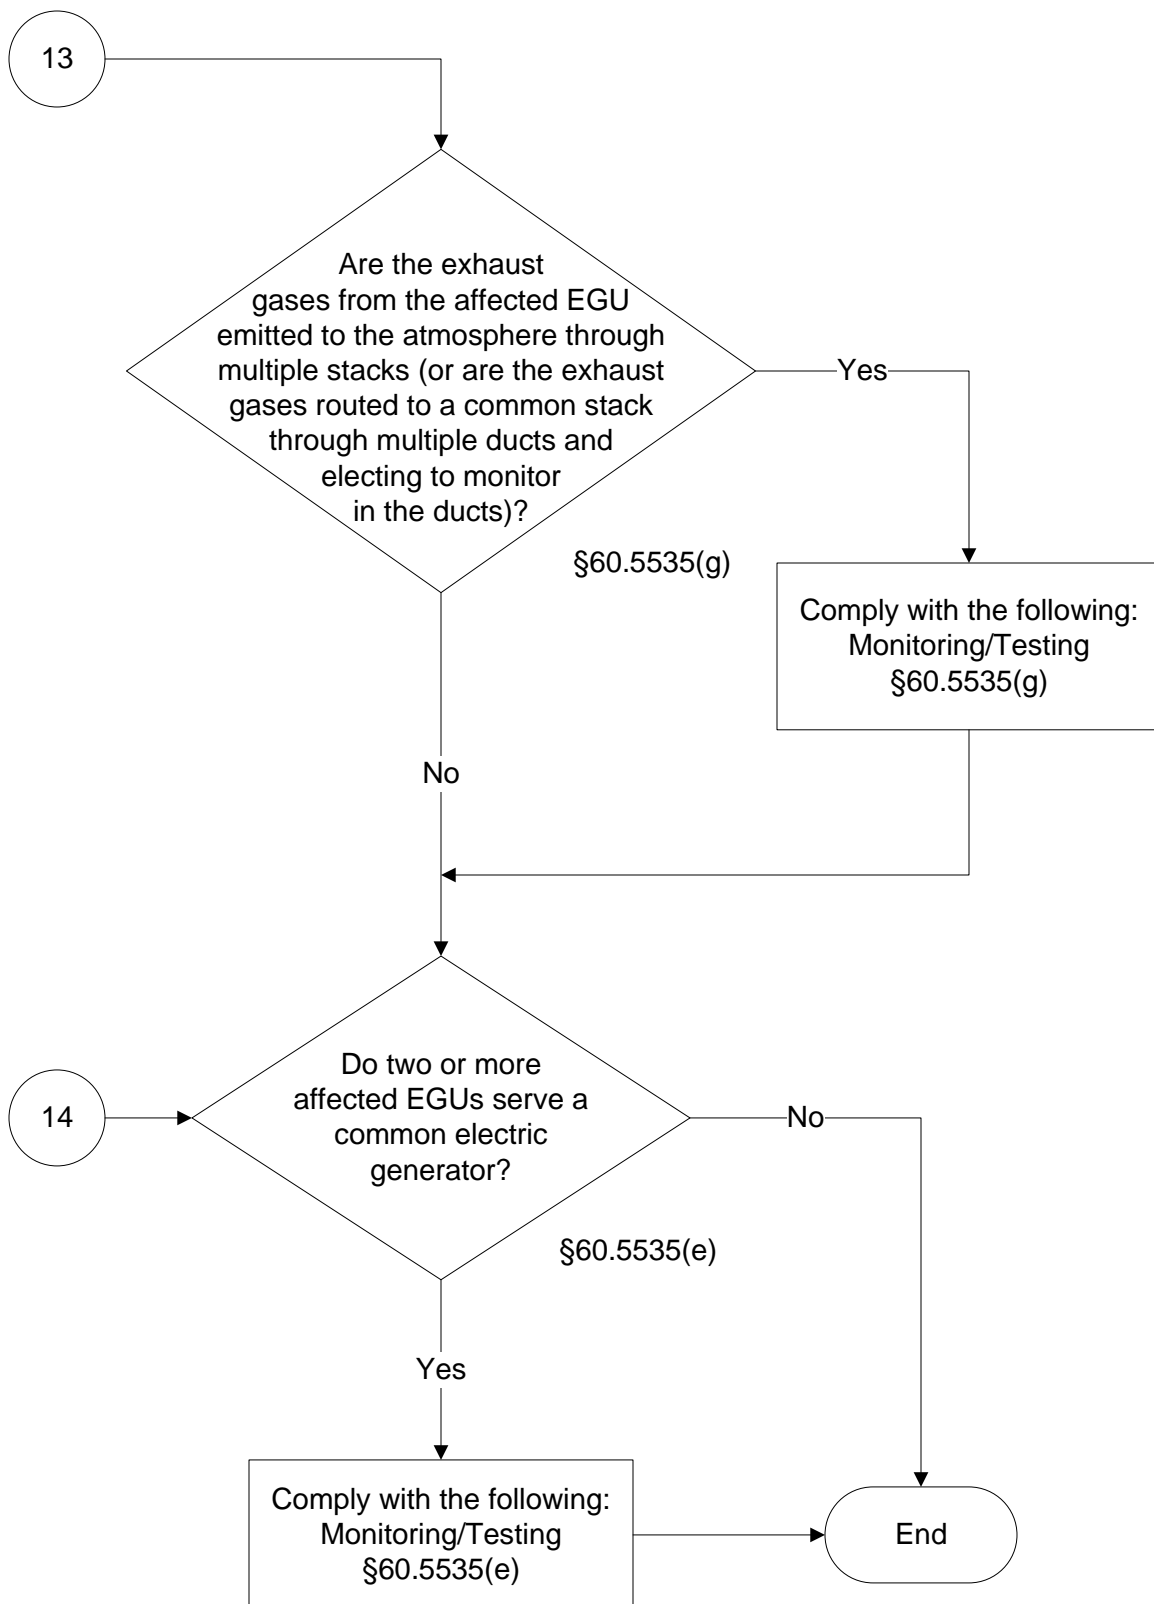 13
Are the exhaust
gases from the affected EGU
emitted to the atmosphere through
multiple stacks (or are the exhaust
gases routed to a common stack
through multiple ducts and
electing to monitor
in the ducts)?
Yes
§60.5535(g)
Comply with the following:
Monitoring/Testing
§60.5535(g)
No
Do two or more
affected EGUs serve a
common electric
generator?
14
No
§60.5535(e)
Yes
Comply with the following:
Monitoring/Testing
§60.5535(e)
End